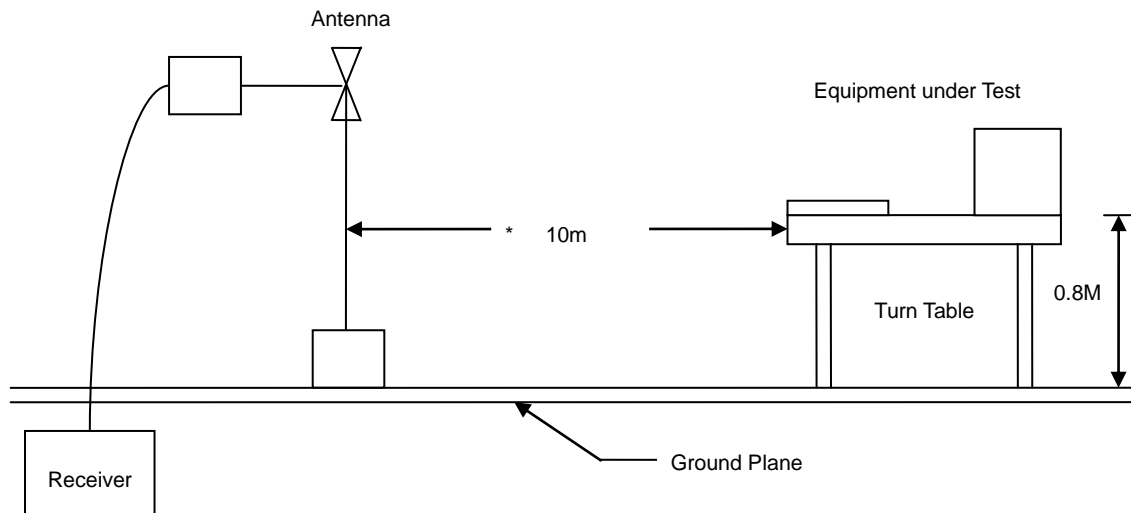 Antenna
Equipment under Test
* 10m
0.8M
Turn Table
Ground Plane
Receiver